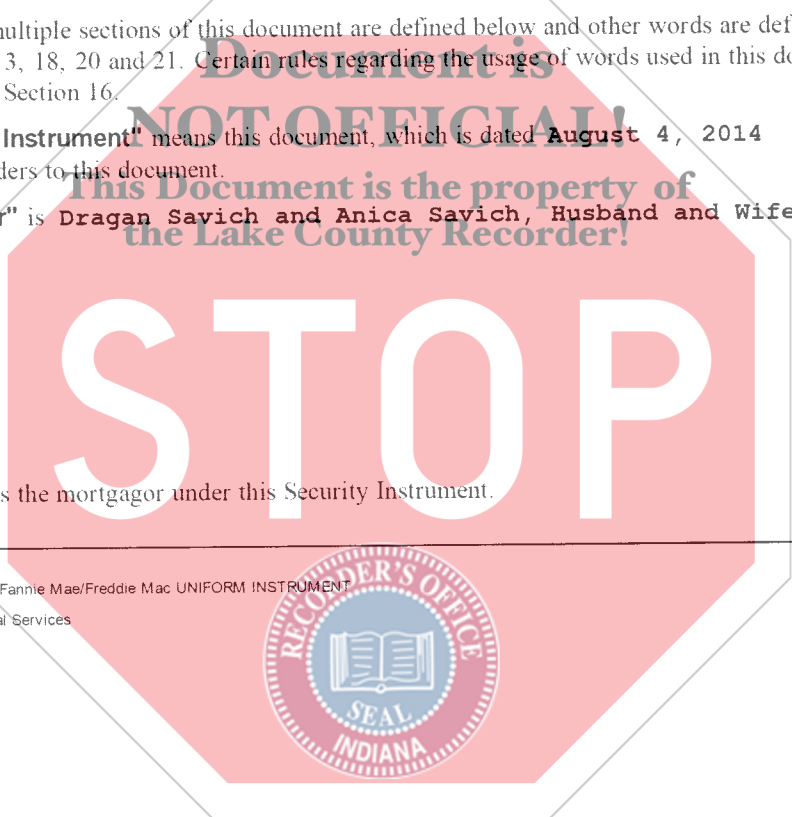 nultiple sections of this document are defined below and other words are def
3, 18, 20 and 21. Certain rules regarding the usage of words used in this do
Section 16.
Document is
NOT OFFICIAL!
This Document is the property of
the Lake County Recorder!
Instrument" means this document, which is dated August 4, 2014
ders to this document.
r" is Dragan Savich and Anica Savich, Husband and Wife
STOP
s the mortgagor under this Security Instrument.
Fannie Mae/Freddie Mac UNIFORM INSTRUMENT
al Services
RECORDER'S OFFICE
SEAL
INDIANA